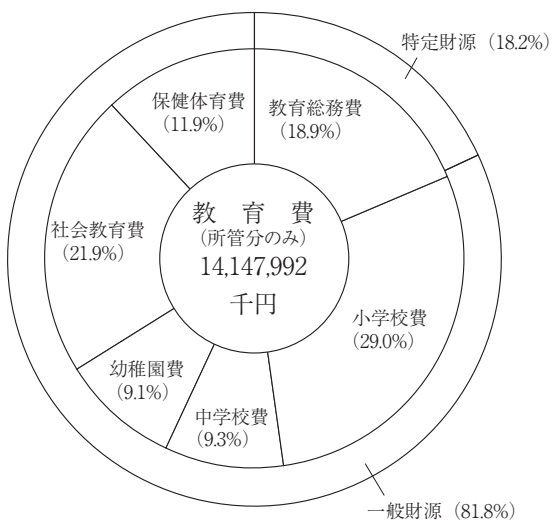 特定財源（18.2%）
保健体育費
（11.9%）
教育総務費
（18.9%）
教育費
（所管分のみ）
14,147,992
千円
社会教育費
（21.9%）
小学校費
（29.0%）
幼稚園費
（9.1%）
中学校費
（9.3%）
一般財源（81.8%）